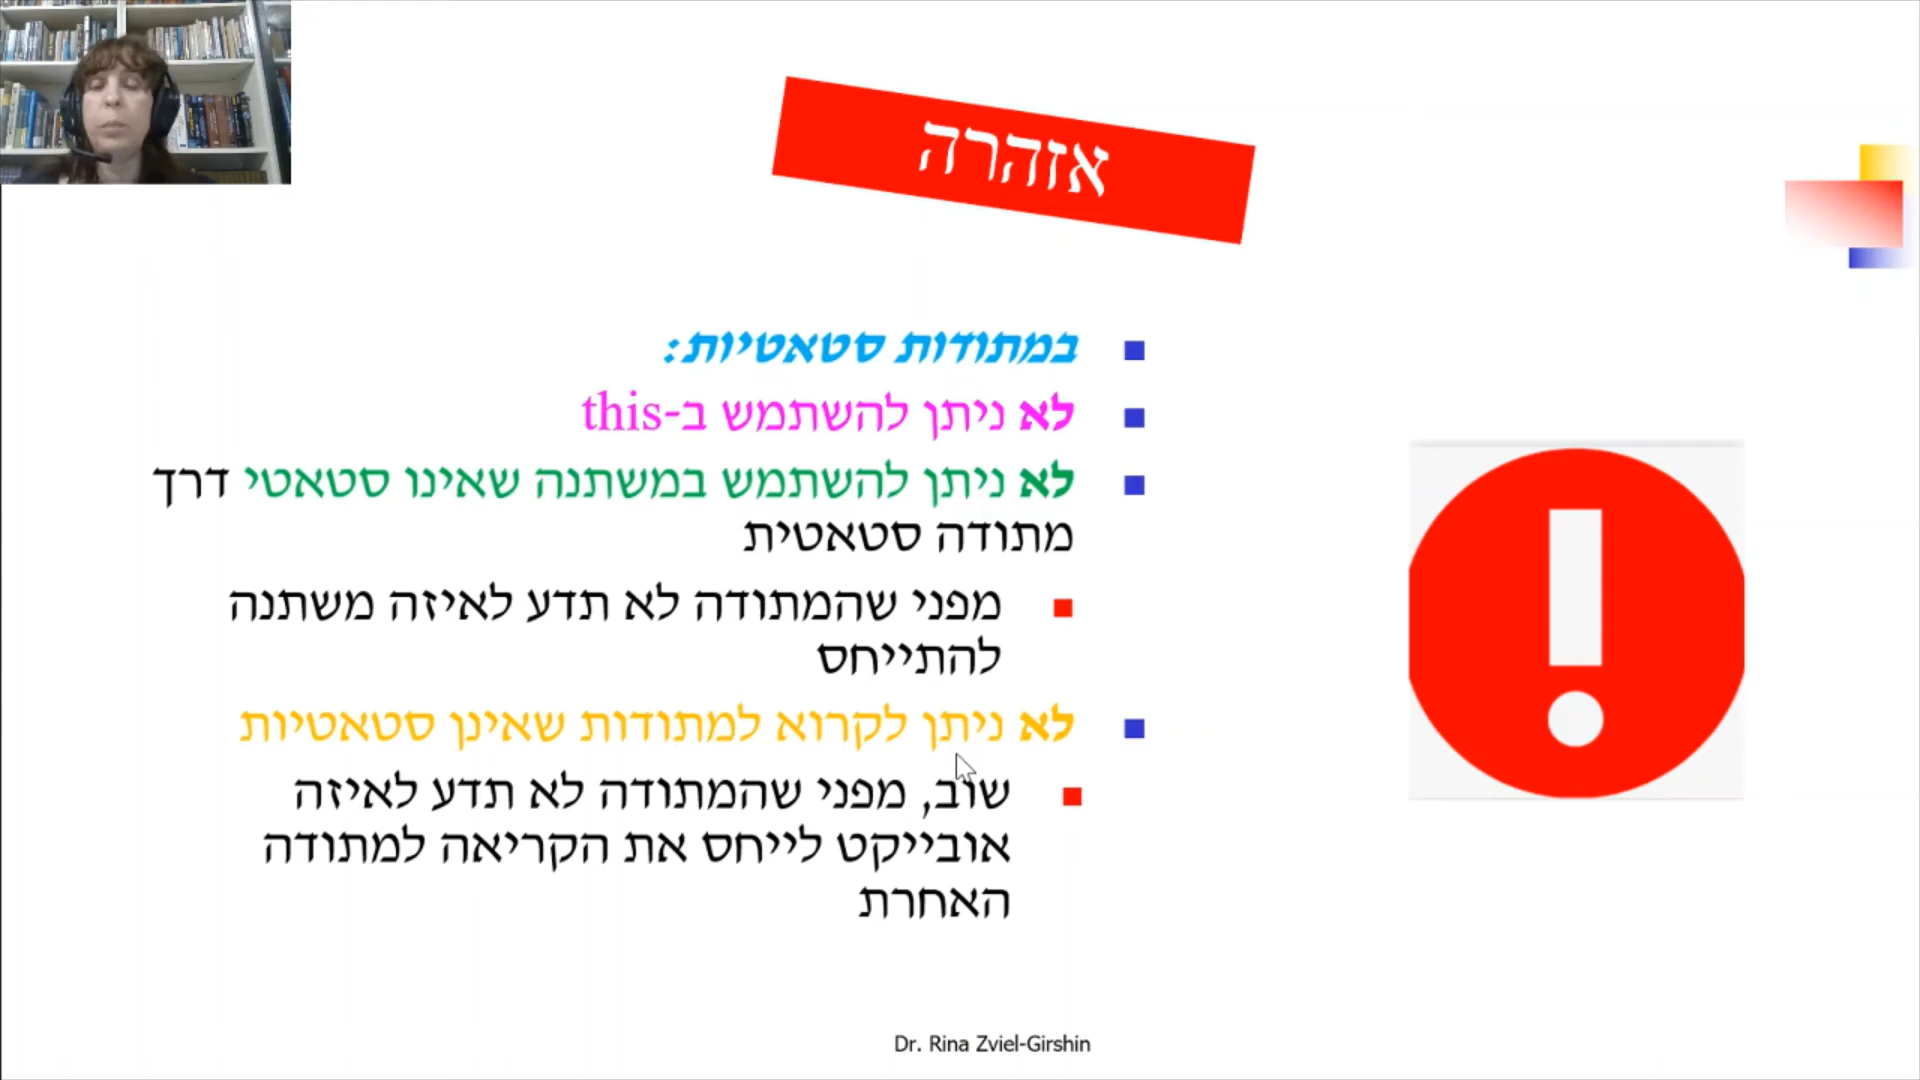 אזהרה
במתודות סטאטיות:
לא ניתן להשתמש ב-this
לא ניתן להשתמש במשתנה שאינו סטאטי דרך
מתודה סטאטית
מפני שהמתודה לא תדע לאיזה משתנה
להתייחס
לא ניתן לקרוא למתודות שאינן סטאטיות
שוב, מפני שהמתודה לא תדע לאיזה
אובייקט לייחס את הקריאה למתודה
האחרת
Dr. Rina Zviel-Girshin